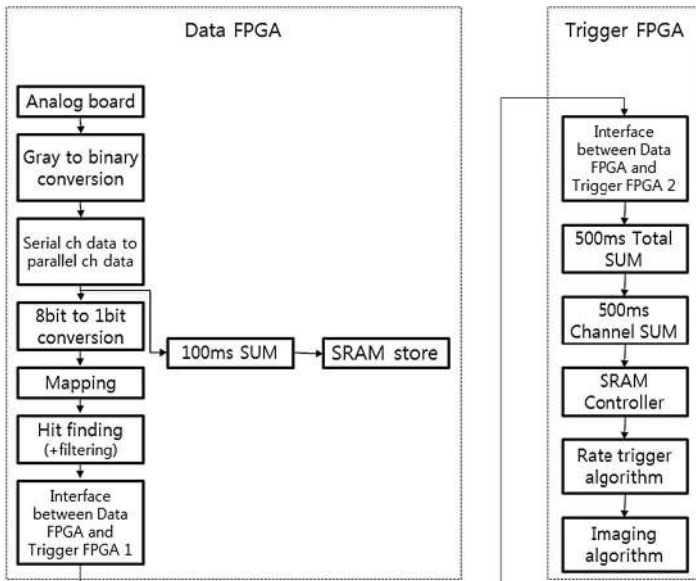 Data FPGA
Analog board
Gray to binary
conversion
Serial ch data to
parallel ch data
8bit to 1bit
conversion
100ms SUM
SRAM store
Mapping
Hit finding
(+filtering)
Interface
between Data
FPGA and
Trigger FPGA 1
Trigger FPGA
Interface
between Data
FPGA and
Trigger FPGA 2
500ms Total
SUM
500ms
Channel SUM
SRAM
Controller
Rate trigger
algorithm
Imaging
algorithm